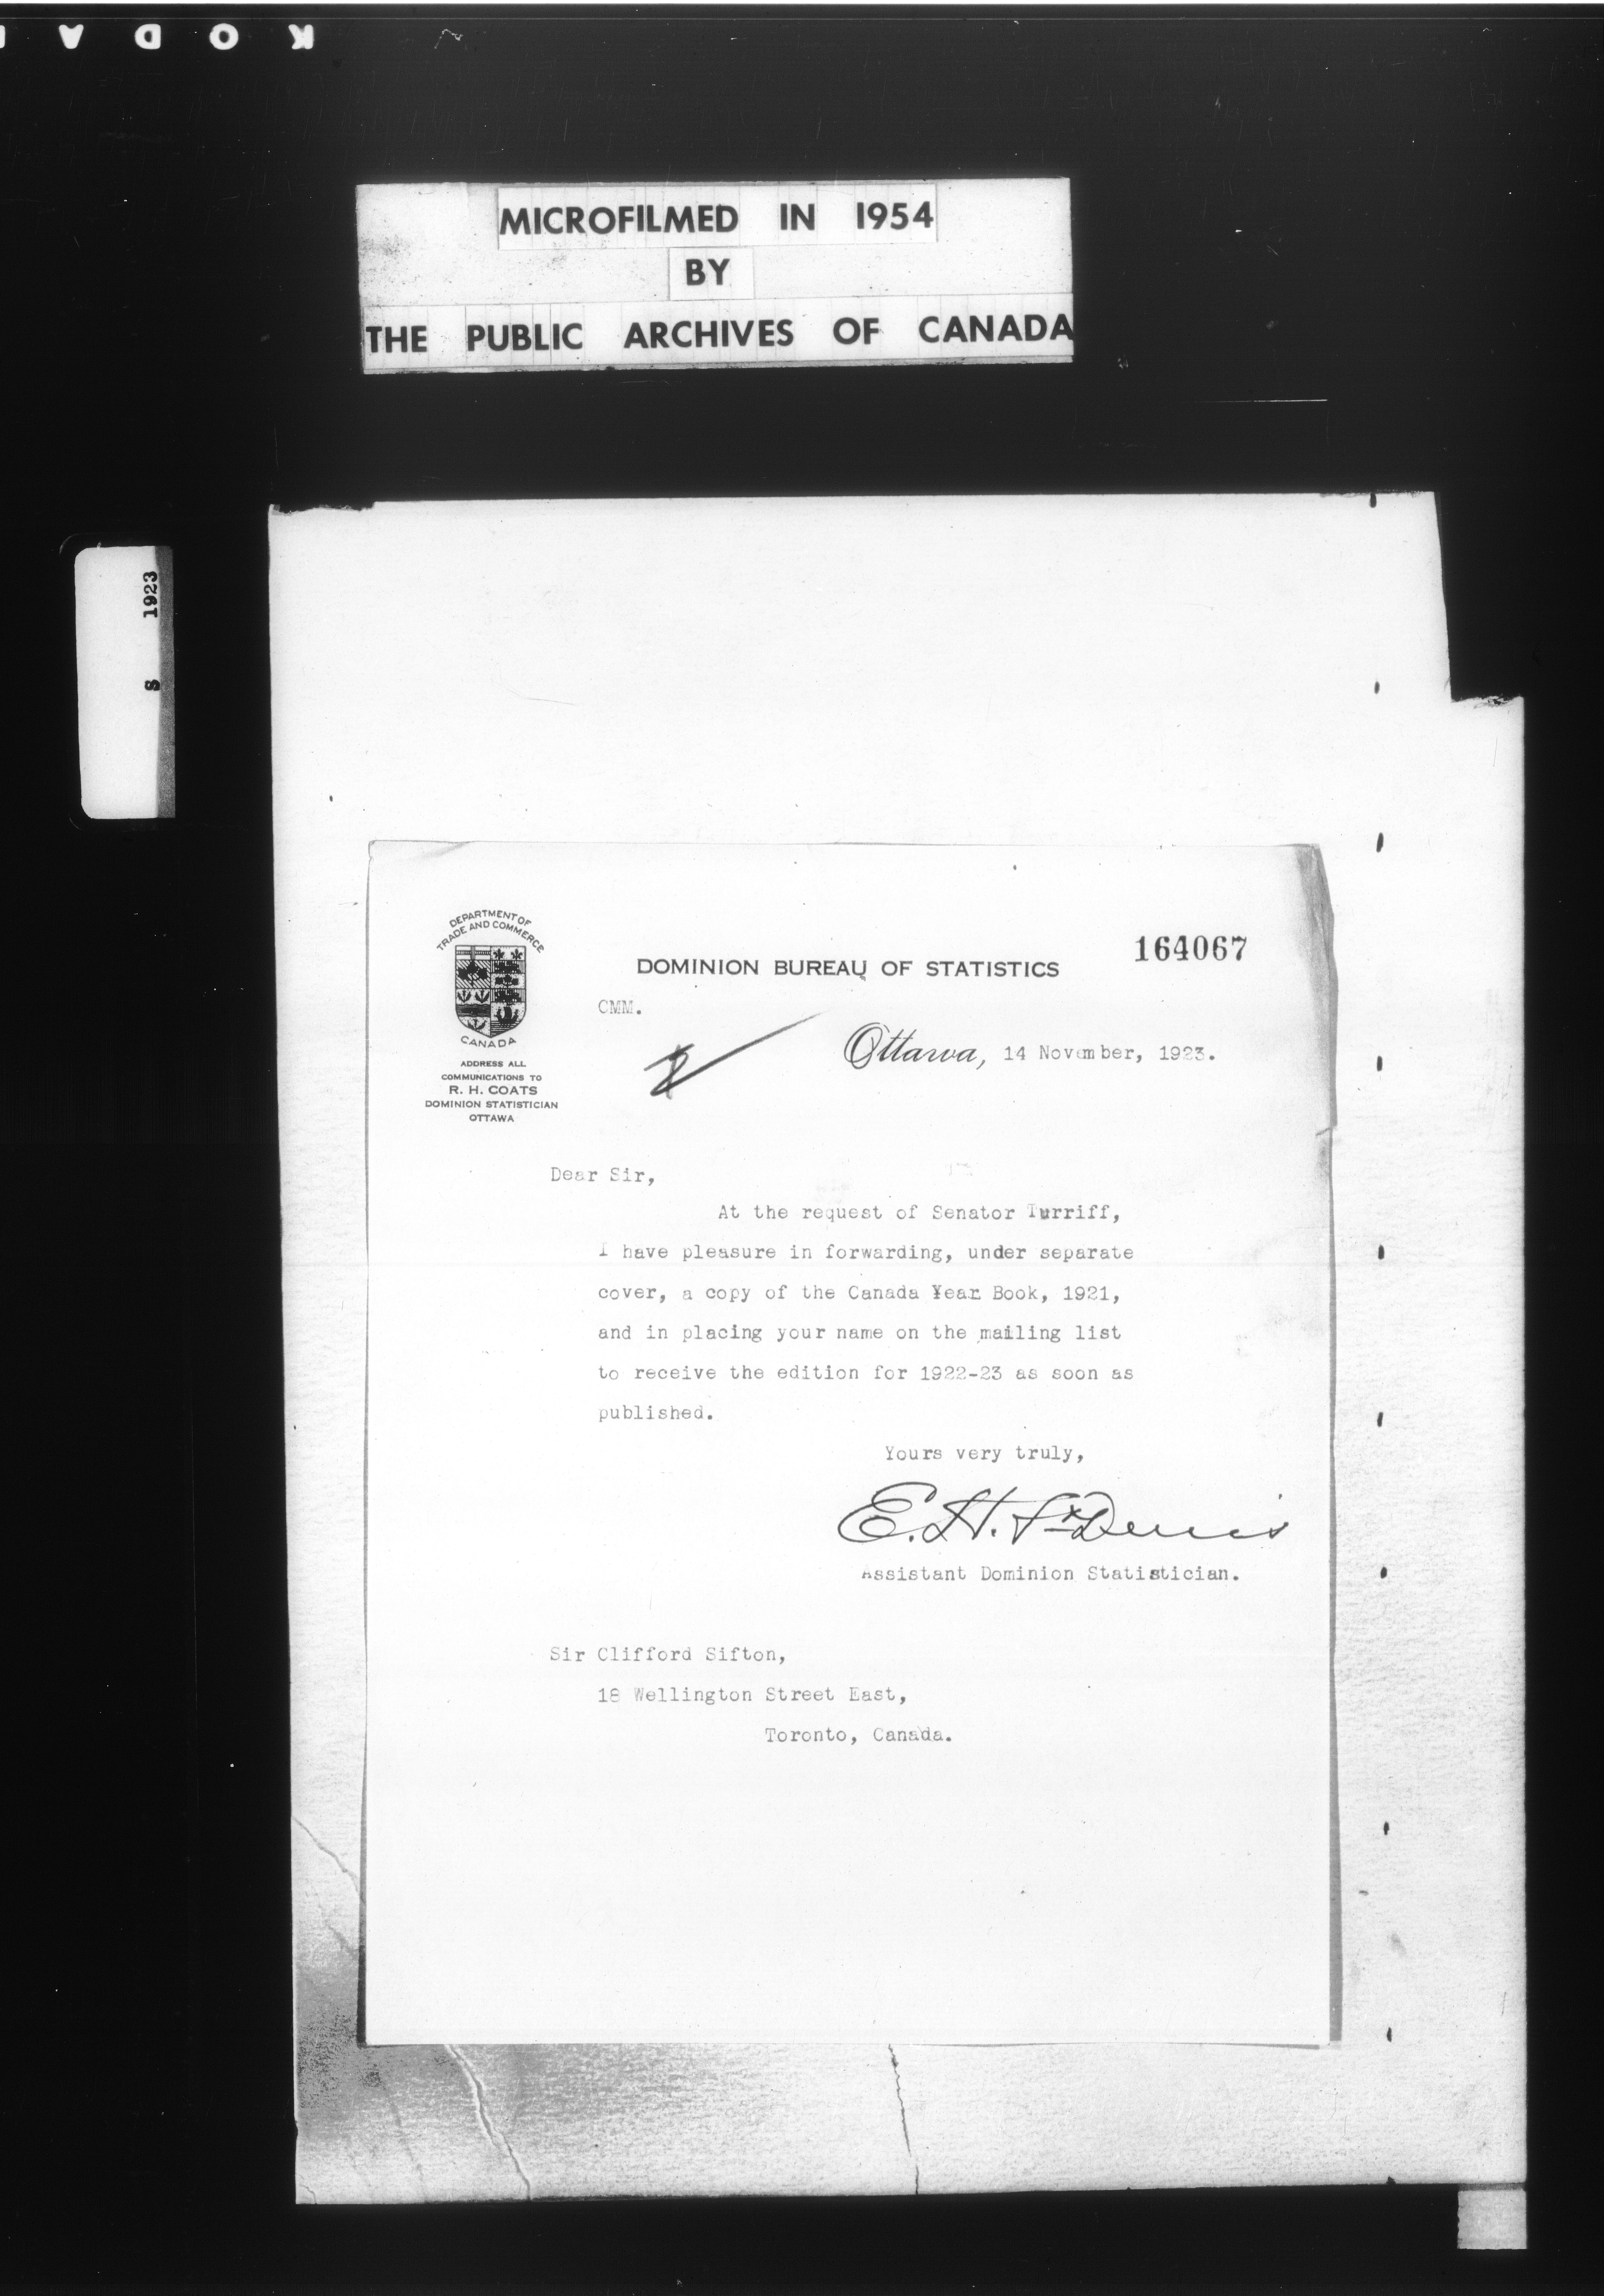 KODA
MICROFILMED IN 1954
BY
THE PUBLIC ARCHIVES OF CANADA
S 1923
DEPARTMENT OF
TRADE AND COMMERCE
CANADA
ADDRESS ALL
COMMUNICATIONS TO
R. H. COATS
DOMINION STATISTICIAN
OTTAWA
164067
DOMINION BUREAU OF STATISTICS
CMM.
Ottawa, 14 November, 1923.
Dear Sir,
At the request of Senator Turriff,
I have pleasure in forwarding, under separate
cover, a copy of the Canada Year Book, 1921,
and in placing your name on the mailing list
to receive the edition for 1922-23 as soon as
published.
Yours very truly,
E. H. St Denis
Assistant Dominion Statistician.
Sir Clifford Sifton,
18 Wellington Street East,
Toronto, Canada.